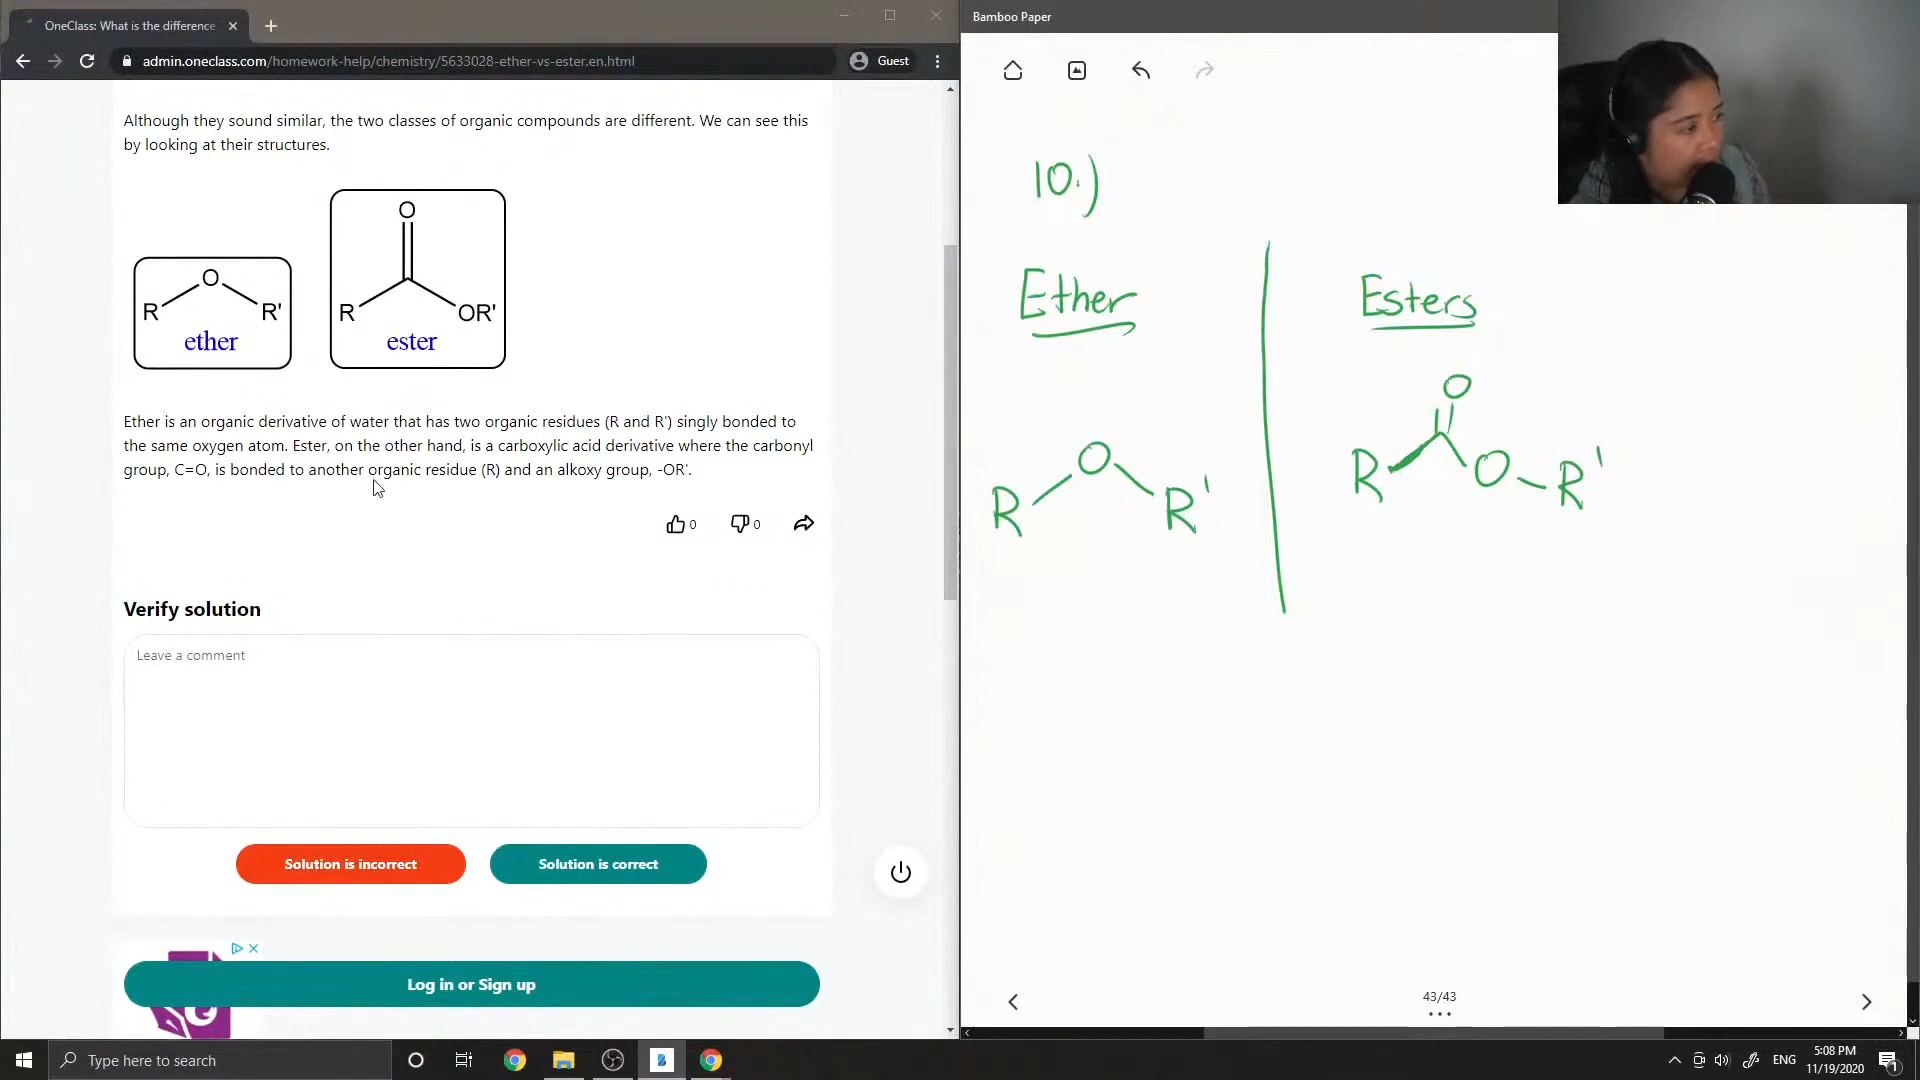 OneClass: What is the difference
admin.oneclass.com/homework-help/chemistry/5633028-ether-vs-ester.en.html
Guest
Although they sound similar, the two classes of organic compounds are different. We can see this
by looking at their structures.
O
R R'
ether
O
R OR'
ester
Ether is an organic derivative of water that has two organic residues (R and R') singly bonded to
the same oxygen atom. Ester, on the other hand, is a carboxylic acid derivative where the carbonyl
group, C=O, is bonded to another organic residue (R) and an alkoxy group, -OR'.
0 0
Verify solution
Leave a comment
Solution is incorrect Solution is correct
Log in or Sign up
Bamboo Paper
10.)
Ether
R O R'
Esters
O
R O R'
43/43
Type here to search
ENG
5:08 PM
11/19/2020
1